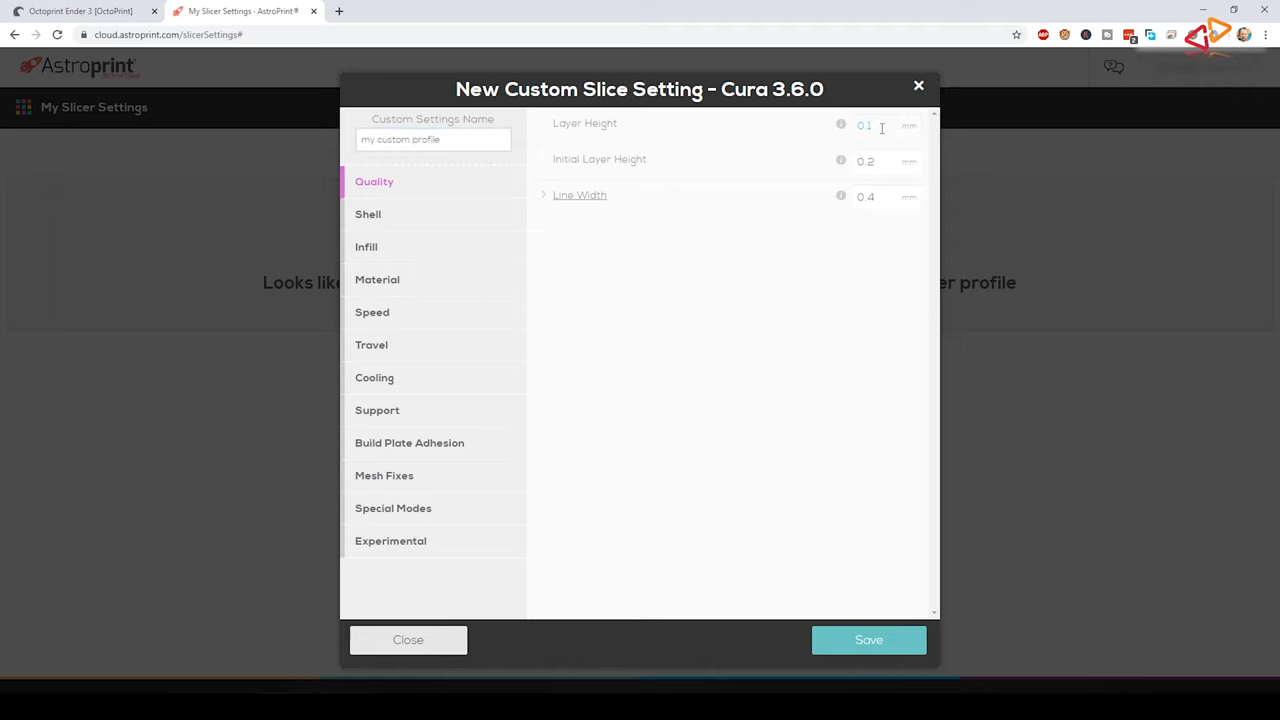 Octoprint Ender 3 [OctoPrint]
My Slicer Settings - AstroPrint®
cloud.astroprint.com/slicerSettings#
Astroprint
My Slicer Settings
New Custom Slice Setting - Cura 3.6.0
Custom Settings Name
my custom profile
Quality
Shell
Infill
Material
Speed
Travel
Cooling
Support
Build Plate Adhesion
Mesh Fixes
Special Modes
Experimental
Layer Height 0.1 mm
Initial Layer Height 0.2 mm
Line Width 0.4 mm
Looks like
er profile
Close
Save